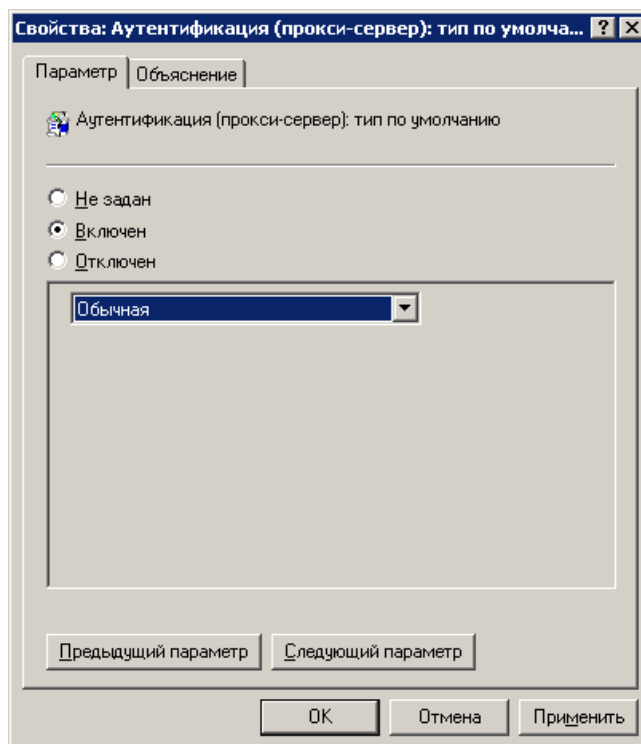 Свойства: Аутентификация (прокси-сервер): тип по умолча...
Параметр Объяснение
Аутентификация (прокси-сервер): тип по умолчанию
Не задан
Включен
Отключен
Обычная
Предыдущий параметр Следующий параметр
ОК Отмена Применить